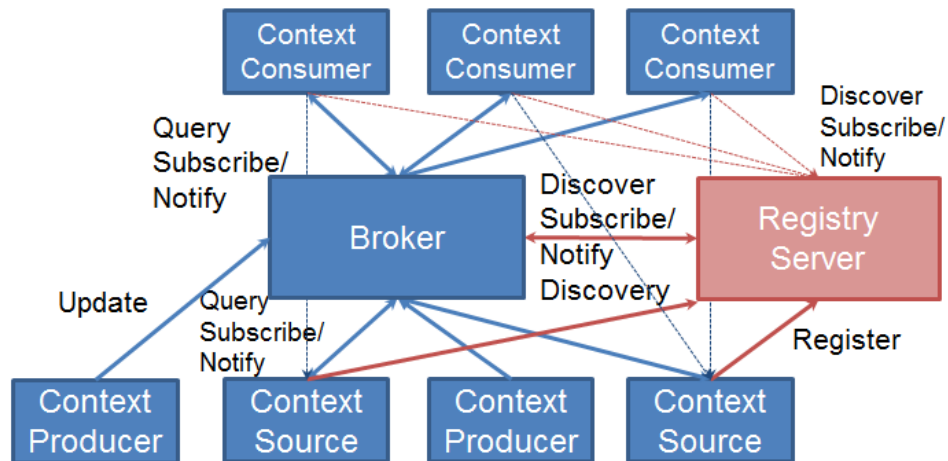 Context
Consumer
Context
Consumer
Context
Consumer
Discover
Subscribe/
Notify
Query
Subscribe/
Notify
Broker
Discover
Subscribe/
Notify
Discovery
Registry
Server
Update
Query
Subscribe/
Notify
Register
Context
Producer
Context
Source
Context
Producer
Context
Source